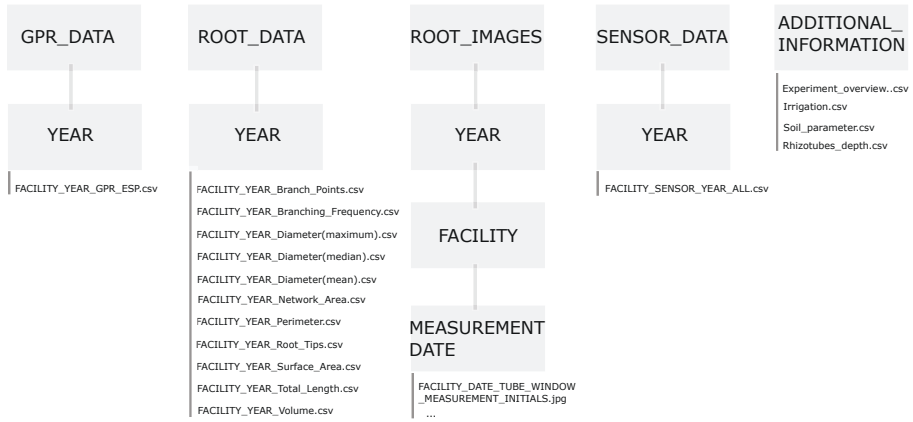 GPR_DATA
YEAR
FACILITY_YEAR_GPR_ESP.csv
ROOT_DATA
YEAR
FACILITY_YEAR_Branch_Points.csv
FACILITY_YEAR_Branching_Frequency.csv
FACILITY_YEAR_Diameter(maximum).csv
FACILITY_YEAR_Diameter(median).csv
FACILITY_YEAR_Diameter(mean).csv
FACILITY_YEAR_Network_Area.csv
FACILITY_YEAR_Perimeter.csv
FACILITY_YEAR_Root_Tips.csv
FACILITY_YEAR_Surface_Area.csv
FACILITY_YEAR_Total_Length.csv
FACILITY_YEAR_Volume.csv
ROOT_IMAGES
YEAR
FACILITY
MEASUREMENT
DATE
FACILITY_DATE_TUBE_WINDOW
_MEASUREMENT_INITIALS.jpg
...
SENSOR_DATA
YEAR
FACILITY_SENSOR_YEAR_ALL.csv
ADDITIONAL_
INFORMATION
Experiment_overview..csv
Irrigation.csv
Soil_parameter.csv
Rhizotubes_depth.csv